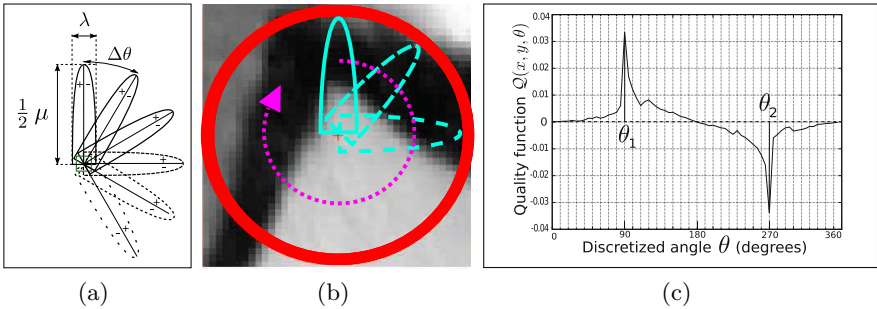 λ
Δθ
1/2 μ
+ -
+ -
+ -
+
+ -
+ -
Quality function Q(x, y, θ)
0.04
0.03
0.02
0.01
0
-0.01
-0.02
-0.03
-0.04
θ₁
θ₂
0 90 180 270 360
Discretized angle θ (degrees)
(a) (b) (c)